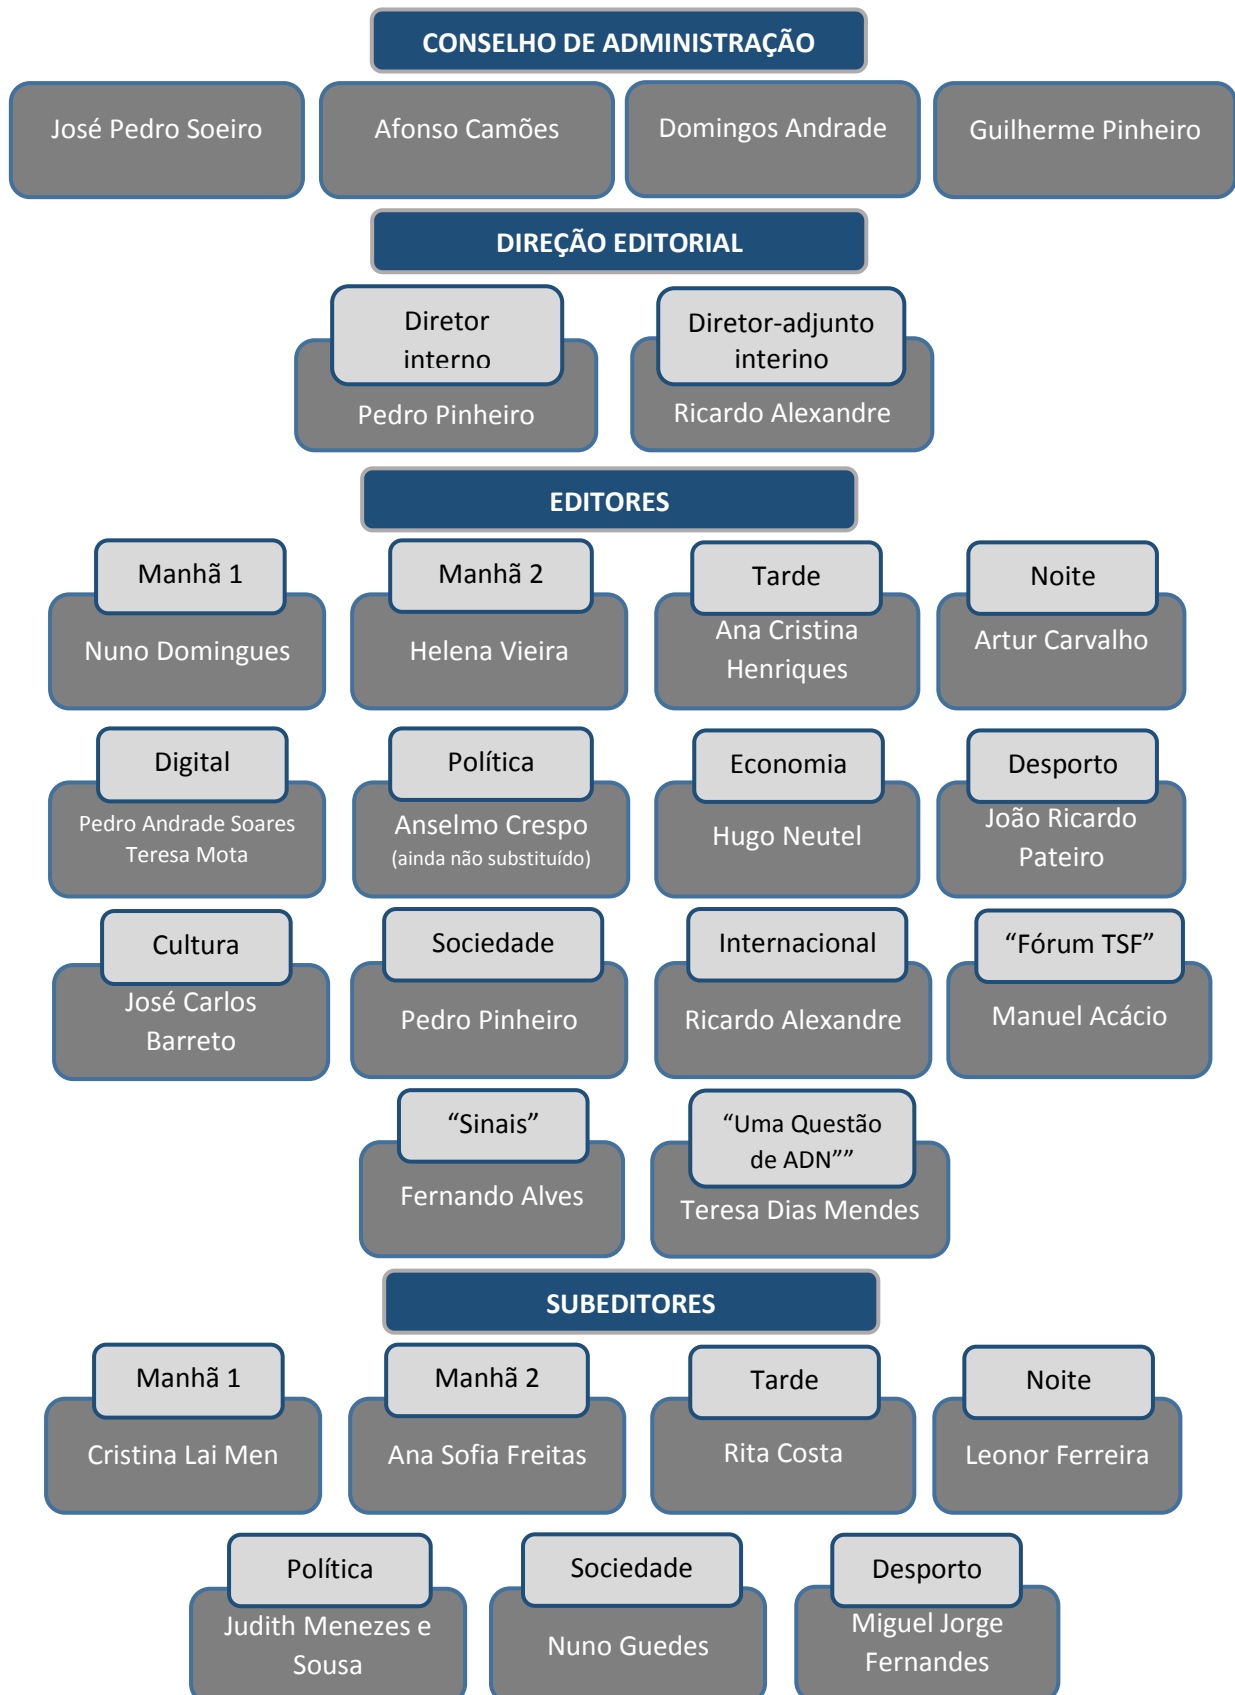 CONSELHO DE ADMINISTRAÇÃO
José Pedro Soeiro
Afonso Camões
Domingos Andrade
Guilherme Pinheiro
DIREÇÃO EDITORIAL
Diretor
interno
Pedro Pinheiro
Diretor-adjunto
interino
Ricardo Alexandre
EDITORES
Manhã 1
Nuno Domingues
Manhã 2
Helena Vieira
Tarde
Ana Cristina
Henriques
Noite
Artur Carvalho
Digital
Pedro Andrade Soares
Teresa Mota
Política
Anselmo Crespo
(ainda não substituído)
Economia
Hugo Neutel
Desporto
João Ricardo
Pateiro
Cultura
José Carlos
Barreto
Sociedade
Pedro Pinheiro
Internacional
Ricardo Alexandre
“Fórum TSF”
Manuel Acácio
“Sinais”
Fernando Alves
“Uma Questão
de ADN””
Teresa Dias Mendes
SUBEDITORES
Manhã 1
Cristina Lai Men
Manhã 2
Ana Sofia Freitas
Tarde
Rita Costa
Noite
Leonor Ferreira
Política
Judith Menezes e
Sousa
Sociedade
Nuno Guedes
Desporto
Miguel Jorge
Fernandes